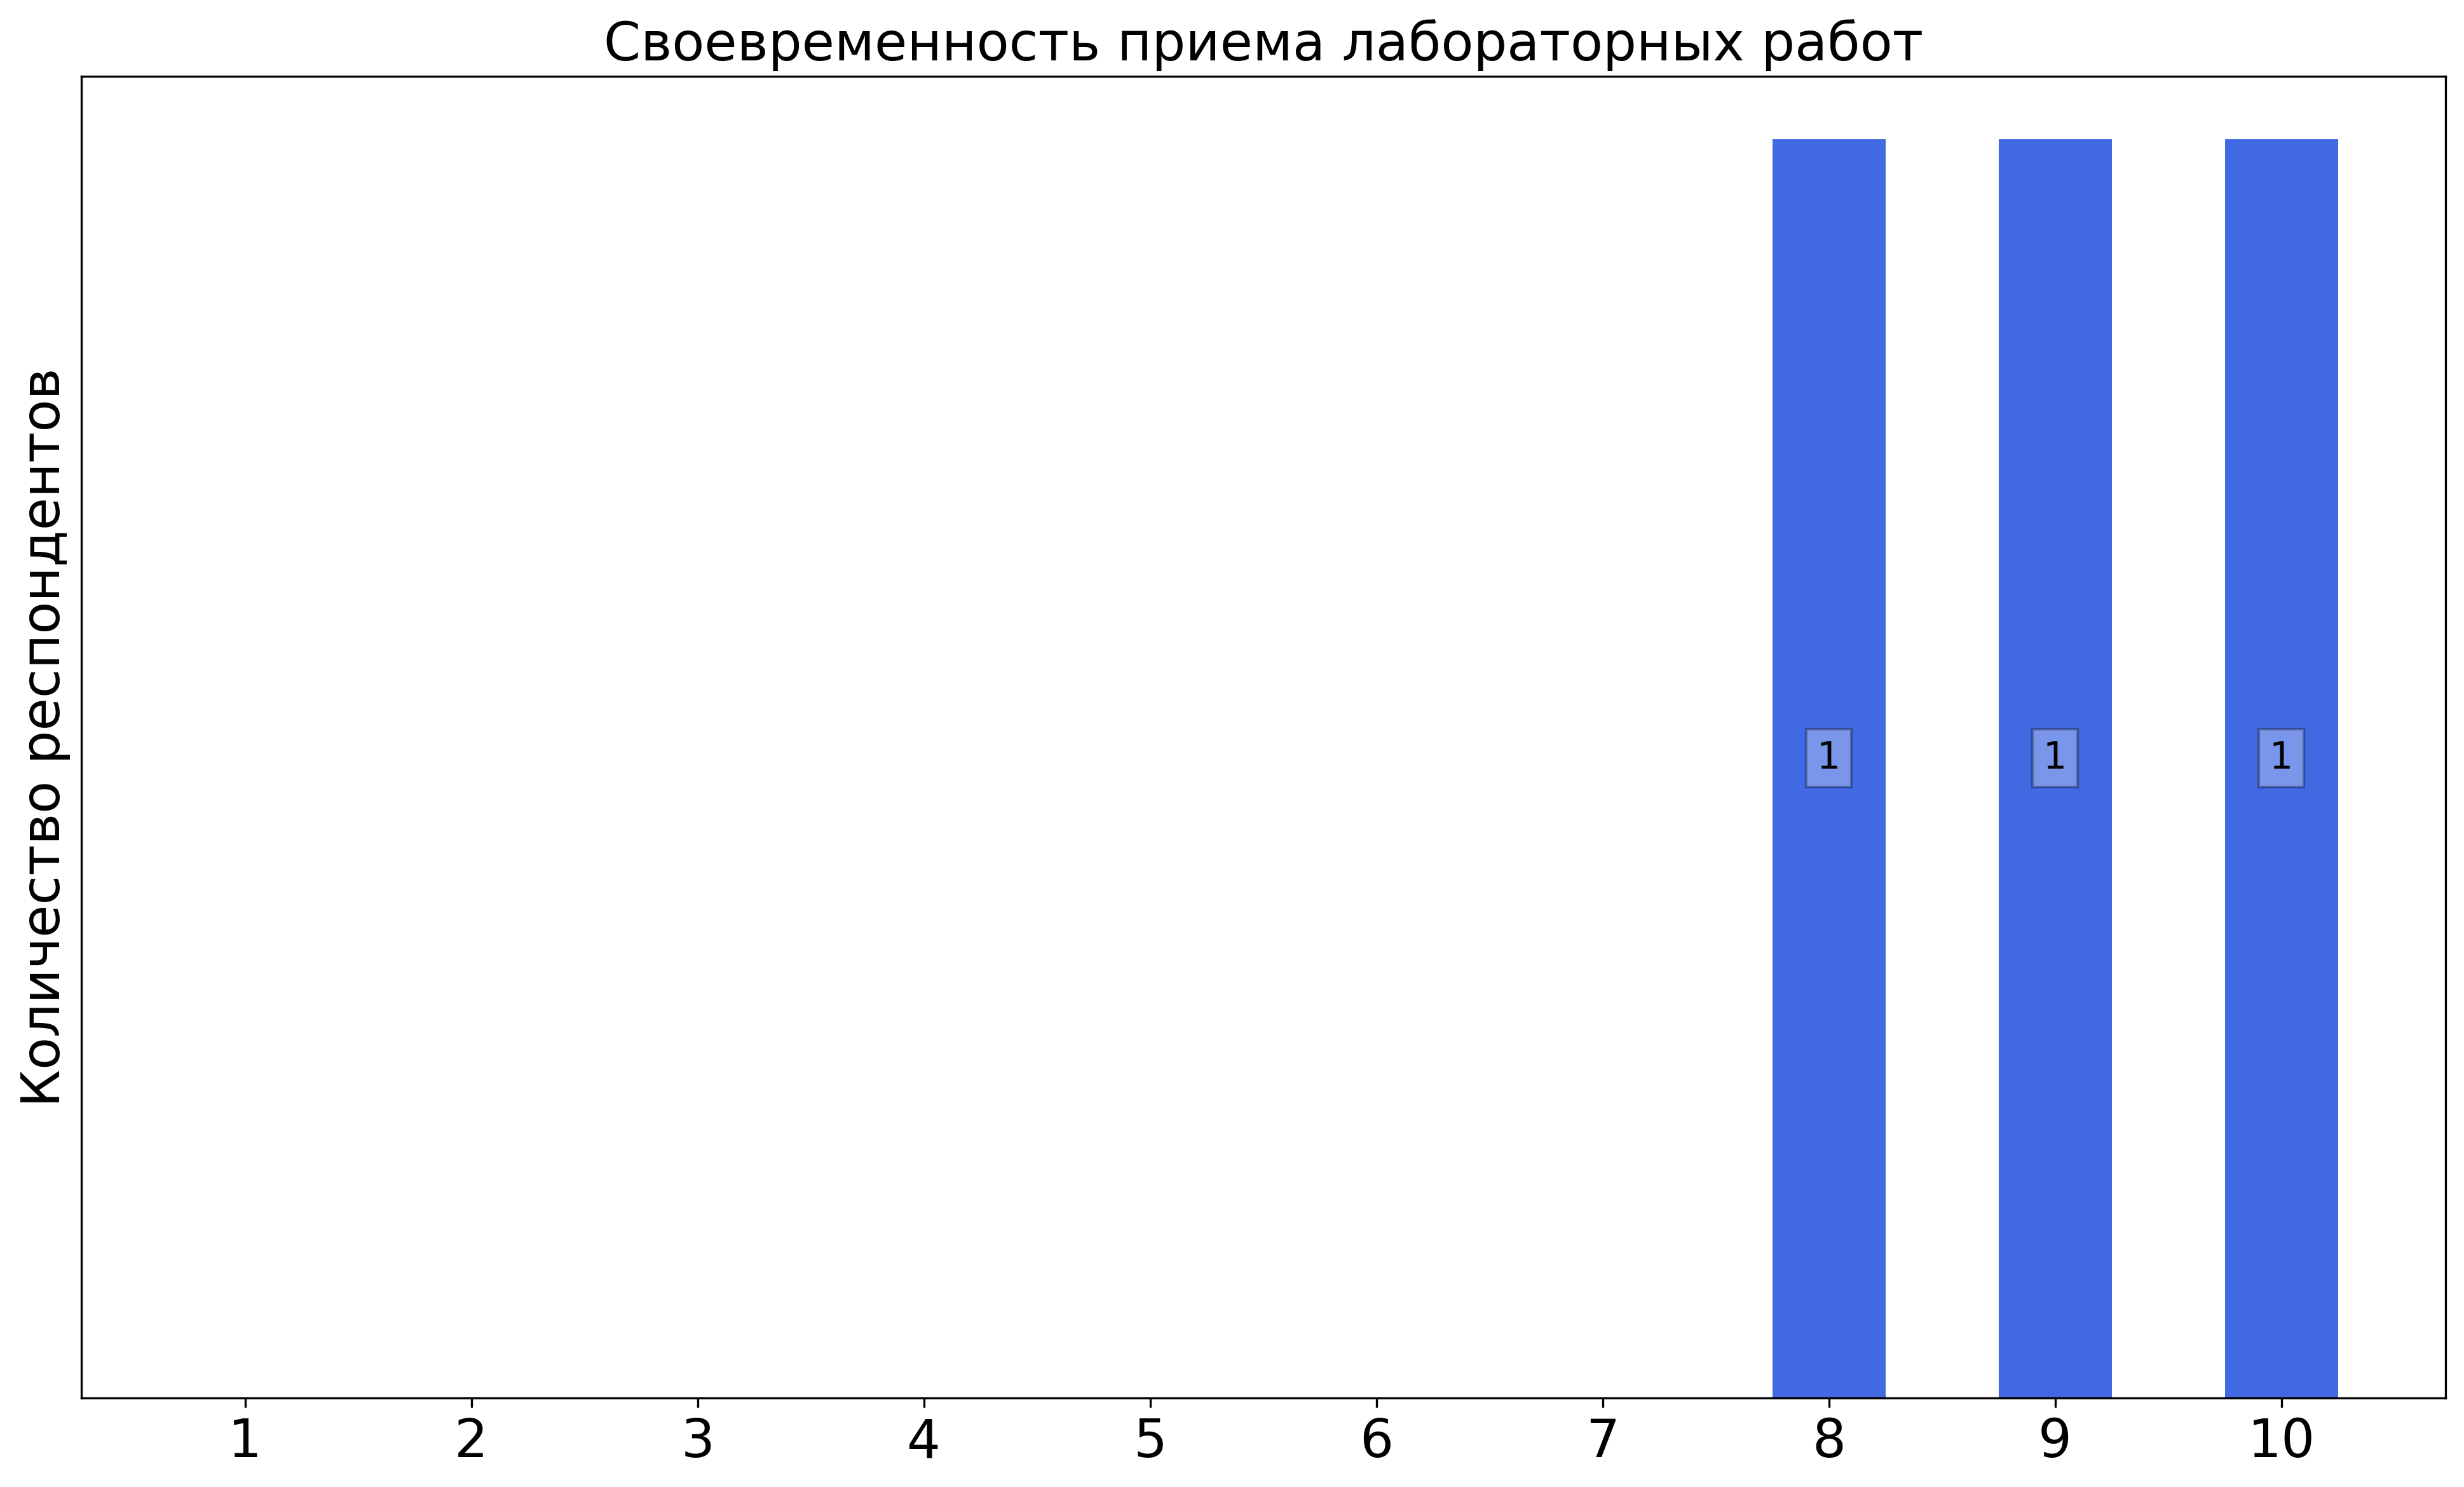 Своевременность приема лабораторных работ
Количество респондентов
1 1 1
1 2 3 4 5 6 7 8 9 10